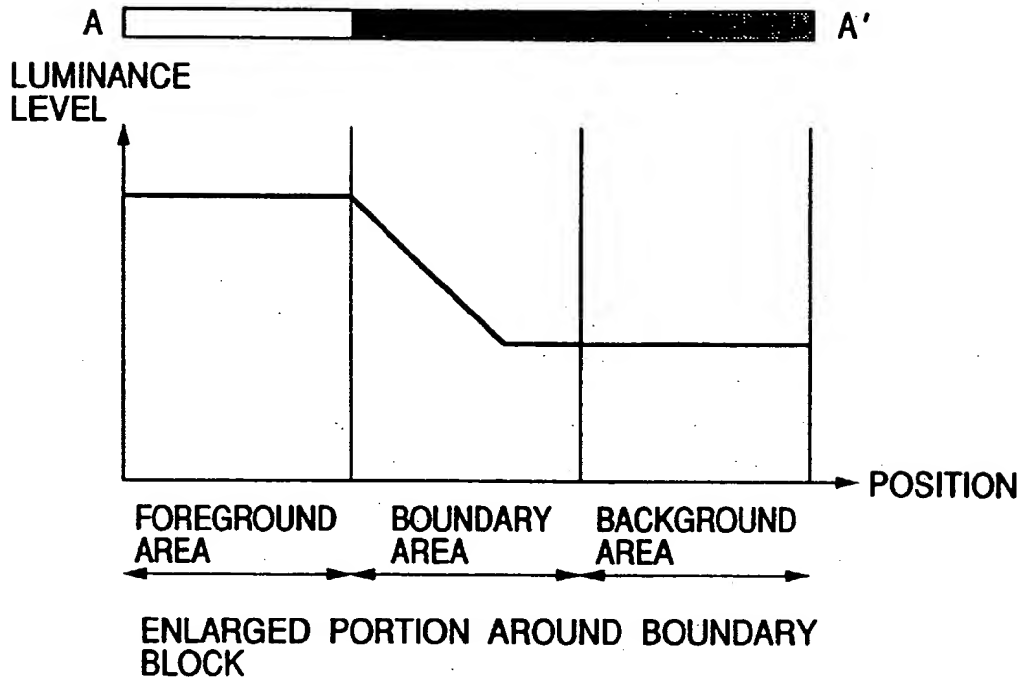 A A'
LUMINANCE
LEVEL
POSITION
FOREGROUND
AREA
BOUNDARY
AREA
BACKGROUND
AREA
ENLARGED PORTION AROUND BOUNDARY
BLOCK